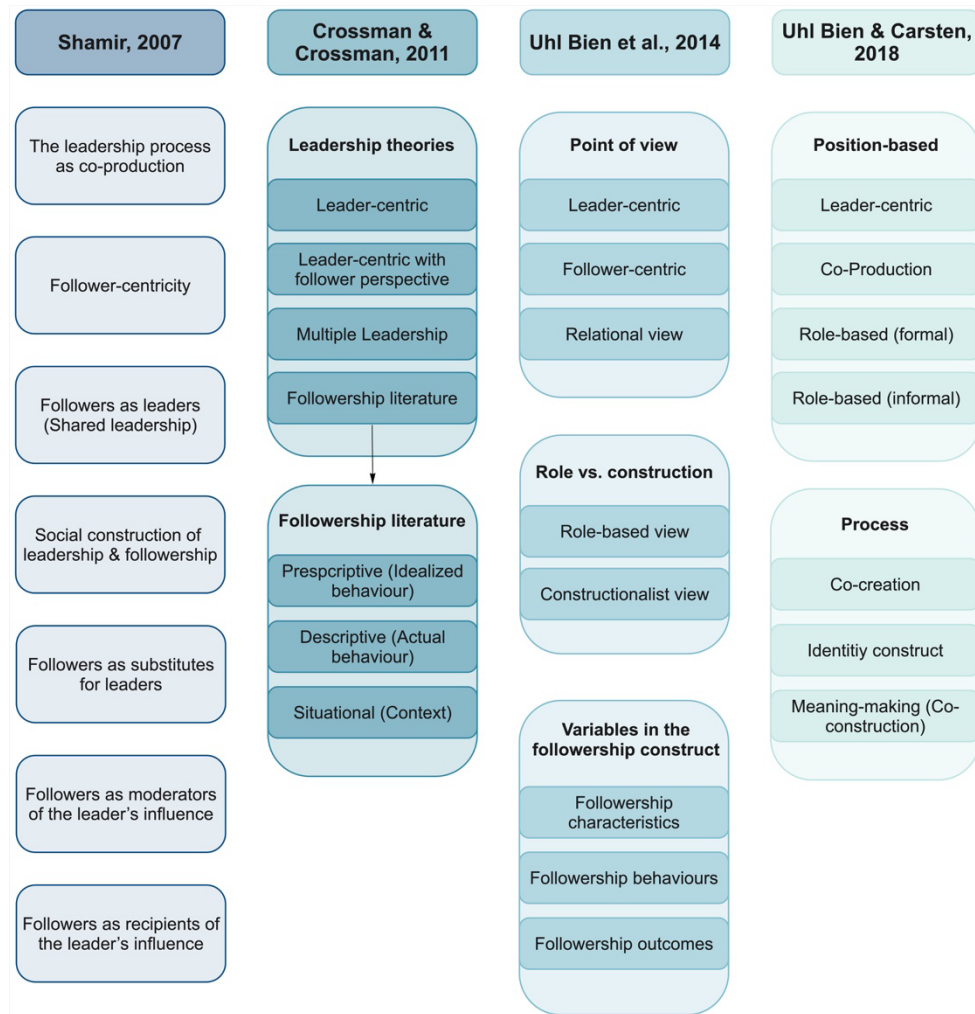 Shamir, 2007
The leadership process
as co-production
Follower-centricity
Followers as leaders
(Shared leadership)
Social construction of
leadership & followership
Followers as substitutes
for leaders
Followers as moderators
of the leader’s influence
Followers as recipients of
the leader’s influence
Crossman &
Crossman, 2011
Leadership theories
Leader-centric
Leader-centric with
follower perspective
Multiple Leadership
Followership literature
Followership literature
Prespcriptive (Idealized
behaviour)
Descriptive (Actual
behaviour)
Situational (Context)
Uhl Bien et al., 2014
Point of view
Leader-centric
Follower-centric
Relational view
Role vs. construction
Role-based view
Constructionalist view
Variables in the
followership construct
Followership
characteristics
Followership behaviours
Followership outcomes
Uhl Bien & Carsten,
2018
Position-based
Leader-centric
Co-Production
Role-based (formal)
Role-based (informal)
Process
Co-creation
Identitiy construct
Meaning-making (Co-
construction)